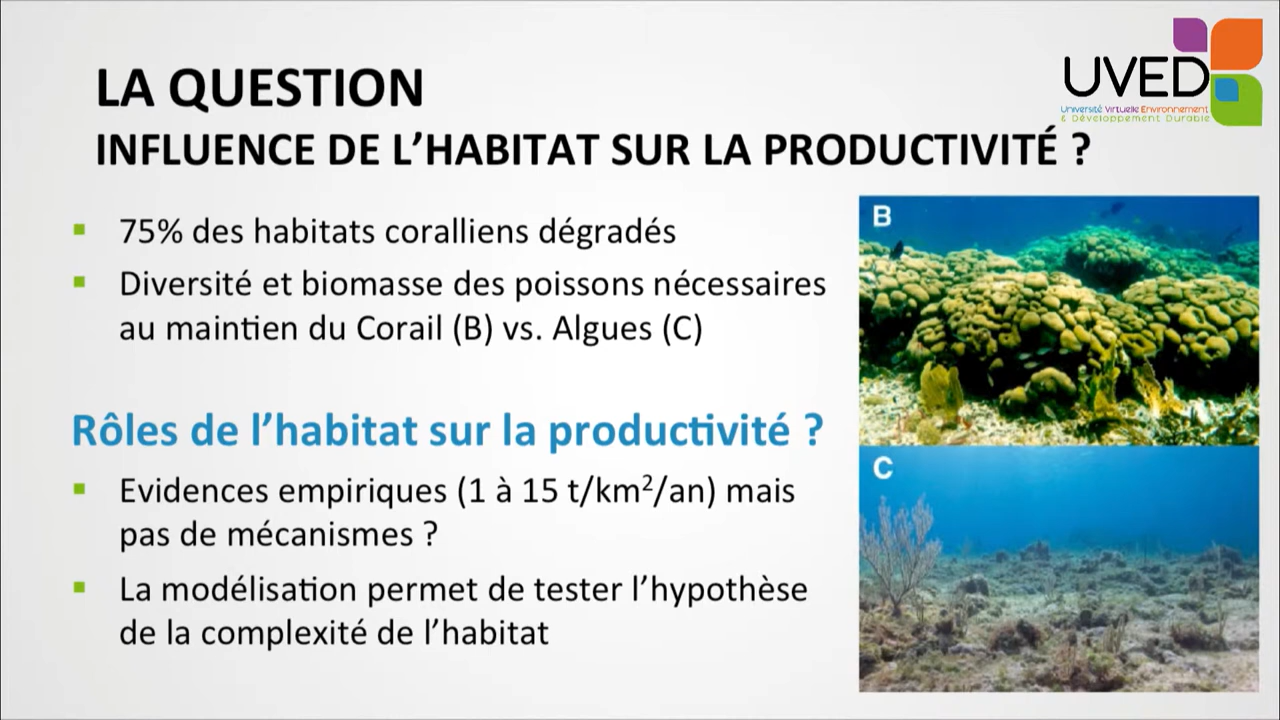 LA QUESTION
INFLUENCE DE L'HABITAT SUR LA PRODUCTIVITÉ ?
UVED
Université Virtuelle Environnement
& Développement Durable
▪ 75% des habitats coralliens dégradés
▪ Diversité et biomasse des poissons nécessaires
au maintien du Corail (B) vs. Algues (C)
Rôles de l'habitat sur la productivité ?
▪ Evidences empiriques (1 à 15 t/km²/an) mais
pas de mécanismes ?
▪ La modélisation permet de tester l'hypothèse
de la complexité de l'habitat
B
C